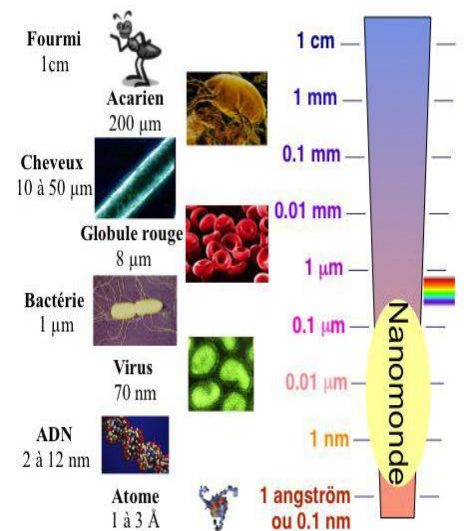 Fourmi
1cm
Acarien
200 µm
Cheveux
10 à 50 µm
Globule rouge
8 µm
Bactérie
1 µm
Virus
70 nm
ADN
2 à 12 nm
Atome
1 à 3 Å
1 cm
1 mm
0.1 mm
0.01 mm
1 µm
0.1 µm
0.01 µm
1 nm
1 angström
ou 0.1 nm
Nanomonde